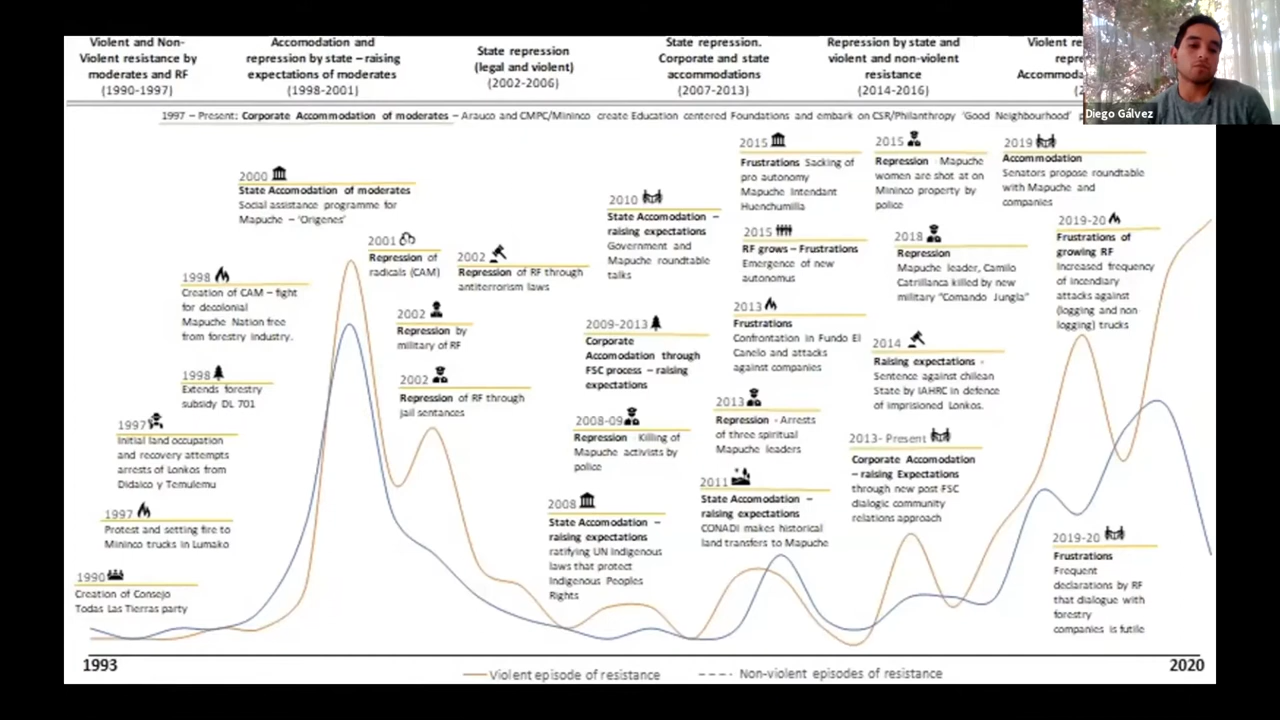 Violent and Non-
Violent resistance by
moderates and RF
(1990-1997)
Accomodation and
repression by state – raising
expectations of moderates
(1998-2001)
State repression
(legal and violent)
(2002-2006)
State repression.
Corporate and state
accommodations
(2007-2013)
Repression by state and
violent and non-violent
resistance
(2014-2016)
Violent re
repre
Accommoda
(2
Diego Gálvez
1997 – Present: Corporate Accommodation of moderates – Arauco and CMPC/Mininco create Education centered Foundations and embark on CSR/Philanthropy 'Good Neighbourhood' p
1990
Creation of Consejo
Todas Las Tierras party
1997
Protest and setting fire to
Mininco trucks in Lumako
1997
Initial land occupation
and recovery attempts
arrests of Lonkos from
Didaico y Temulemu
1998
Extends forestry
subsidy DL 701
1998
Creation of CAM – fight
for decolonial
Mapuche Nation free
from forestry industry.
2000
State Accomodation of moderates
Social assistance programme for
Mapuche – 'Origenes'
2001
Repression of
radicals (CAM)
2002
Repression of RF through
antiterrorism laws
2002
Repression by
military of RF
2002
Repression of RF through
jail sentances
2010
State Accomodation –
raising expectations
Government and
Mapuche roundtable
talks
2009-2013
Corporate
Accomodation through
FSC process – raising
expectations
2008-09
Repression - Killing of
Mapuche activists by
police
2008
State Accomodation –
raising expectations
ratifying UN Indigenous
laws that protect
Indigenous Peoples
Rights
2015
Frustrations Sacking of
pro autonomy
Mapuche Intendant
Huenchumilla
2015
RF grows – Frustrations
Emergence of new
autonomus
2013
Frustrations
Confrontation in Fundo El
Canelo and attacks
against companies
2013
Repression - Arrests
of three spiritual
Mapuche leaders
2011
State Accomodation –
raising expectations
CONADI makes historical
land transfers to Mapuche
2015
Repression - Mapuche
women are shot at on
Mininco property by
police
2018
Repression
Mapuche leader, Camilo
Catrillanca killed by new
military "Comando Jungla"
2014
Raising expectations -
Sentence against chilean
State by IAHRC in defence
of imprisioned Lonkos.
2013- Present
Corporate Accomodation
– raising Expectations
through new post FSC
dialogic community
relations approach
2019
Accommodation
Senators propose roundtable
with Mapuche and
companies
2019-20
Frustrations of
growing RF
Increased frequency
of incendiary
attacks against
(logging and non
logging) trucks
2019-20
Frustrations
Frequent
declarations by RF
that dialogue with
forestry
companies is futile
1993
2020
Violent episode of resistance
Non-violent episodes of resistance